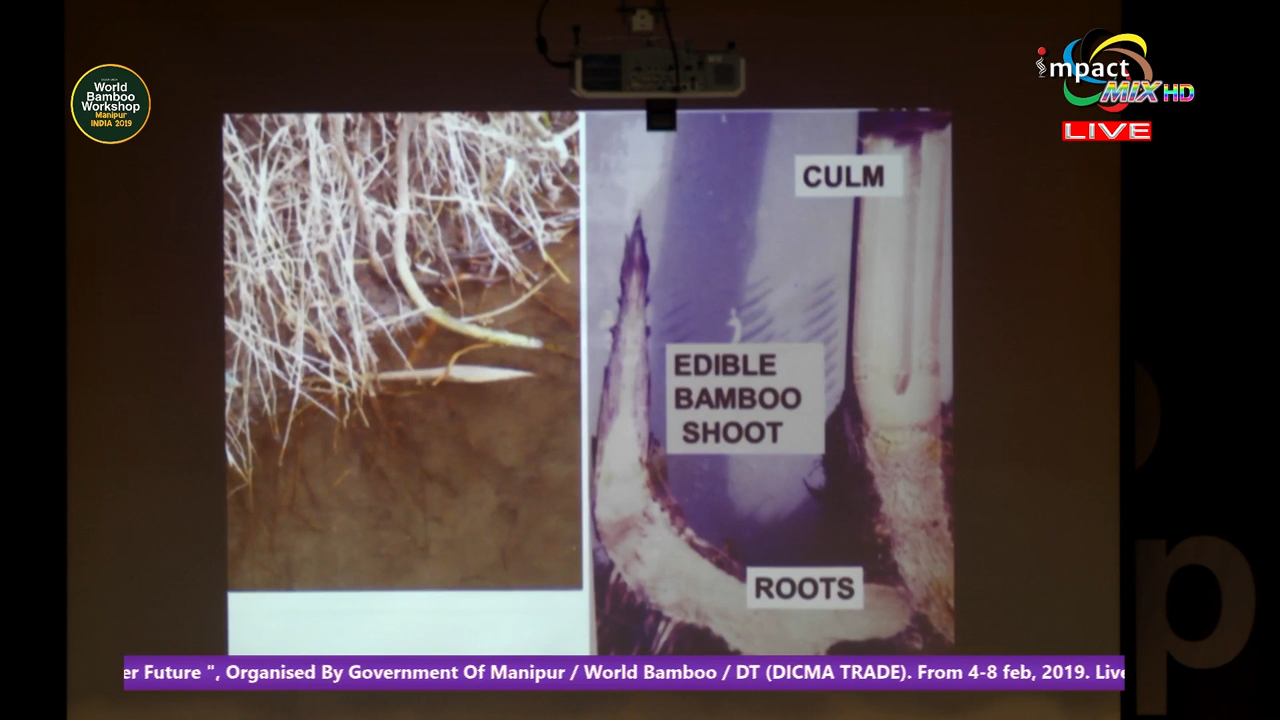 World
Bamboo
Workshop
Manipur
INDIA 2019
impact
MIX HD
LIVE
CULM
EDIBLE
BAMBOO
SHOOT
ROOTS
er Future ", Organised By Government Of Manipur / World Bamboo / DT (DICMA TRADE). From 4-8 feb, 2019. Live
p